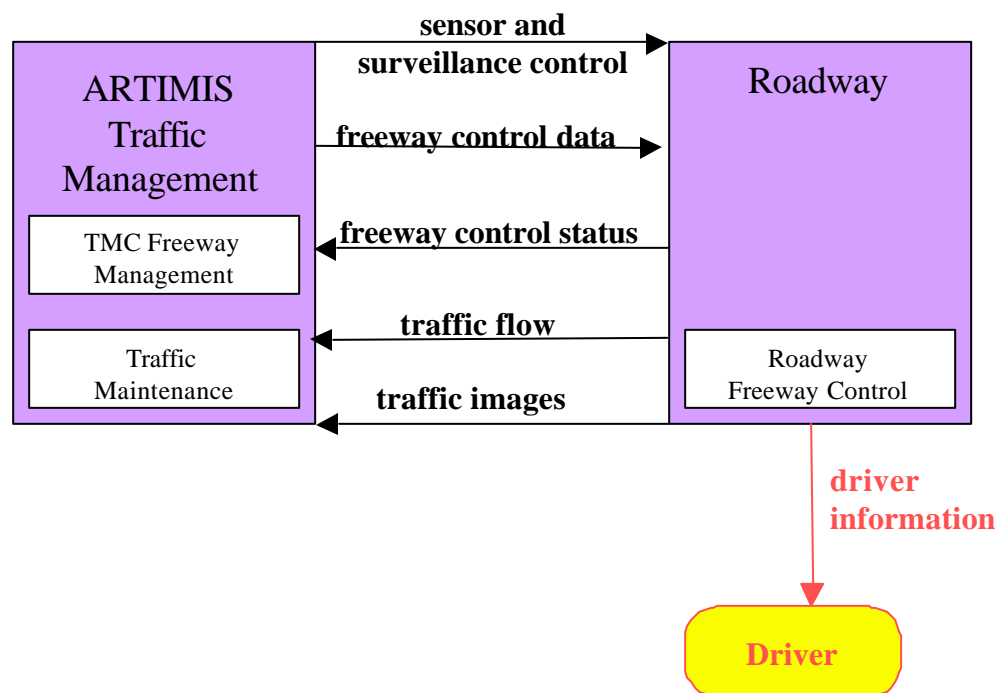 sensor and
surveillance control
ARTIMIS
Traffic
Management
Roadway
freeway control data
TMC Freeway
Management
freeway control status
traffic flow
Traffic
Maintenance
Roadway
Freeway Control
traffic images
driver
information
Driver